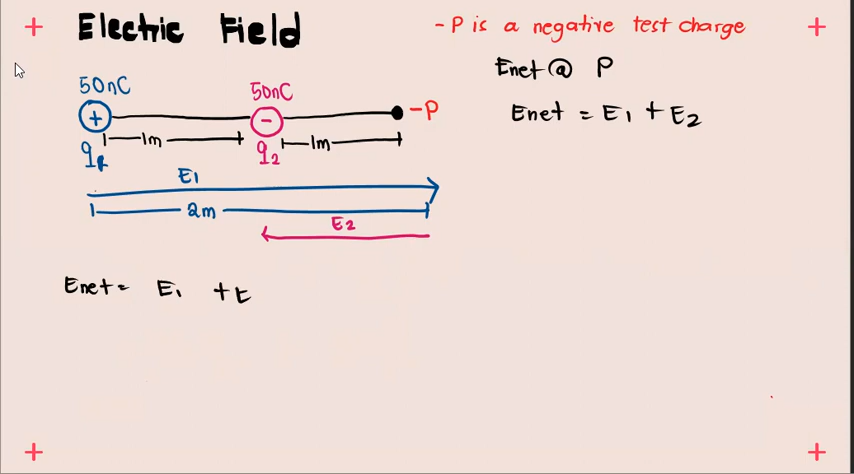 Electric Field
-P is a negative test charge
Enet @ P
Enet = E1 + E2
50nC
50nC
+
-
-P
1m
1m
q1
q2
E1
2m
E2
Enet = E1 + E